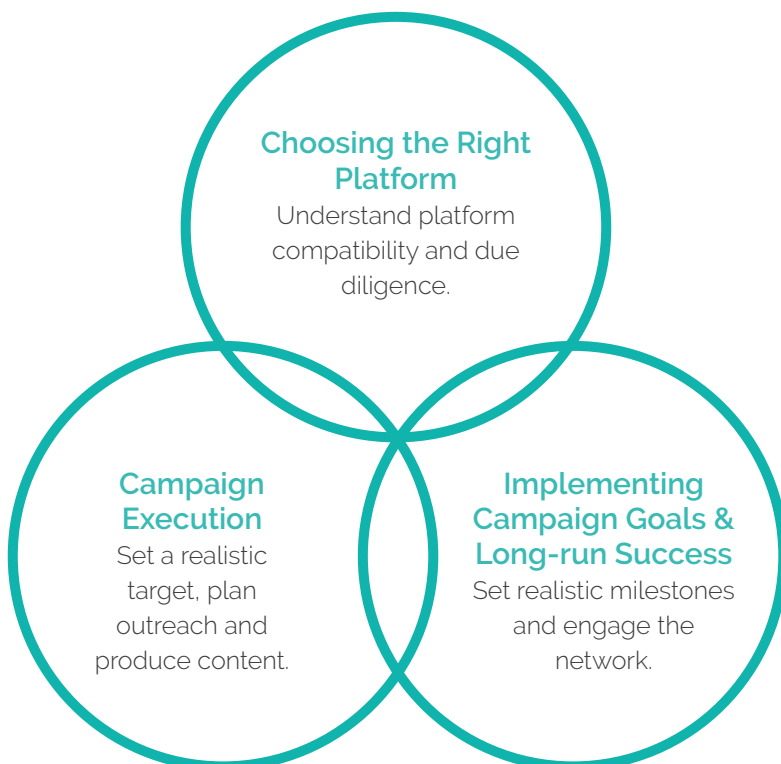 Choosing the Right
Platform
Understand platform
compatibility and due
diligence.
Campaign
Execution
Set a realistic
target, plan
outreach and
produce content.
Implementing
Campaign Goals &
Long-run Success
Set realistic milestones
and engage the
network.